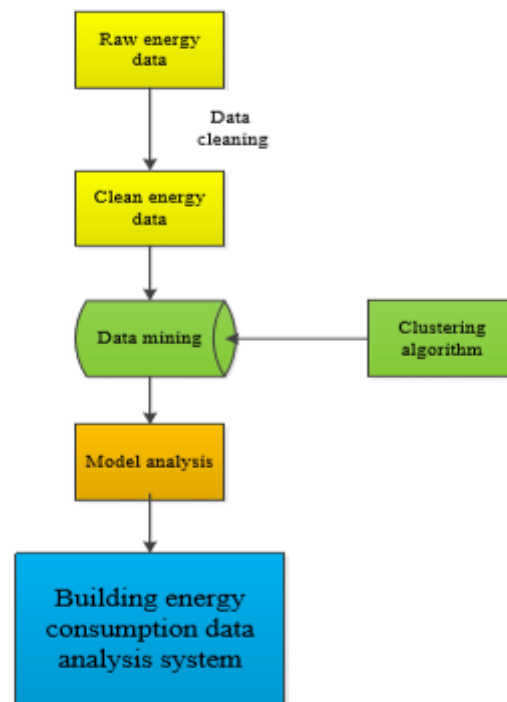 Raw energy
data
Data
cleaning
Clean energy
data
Data mining
Clustering
algorithm
Model analysis
Building energy
consumption data
analysis system